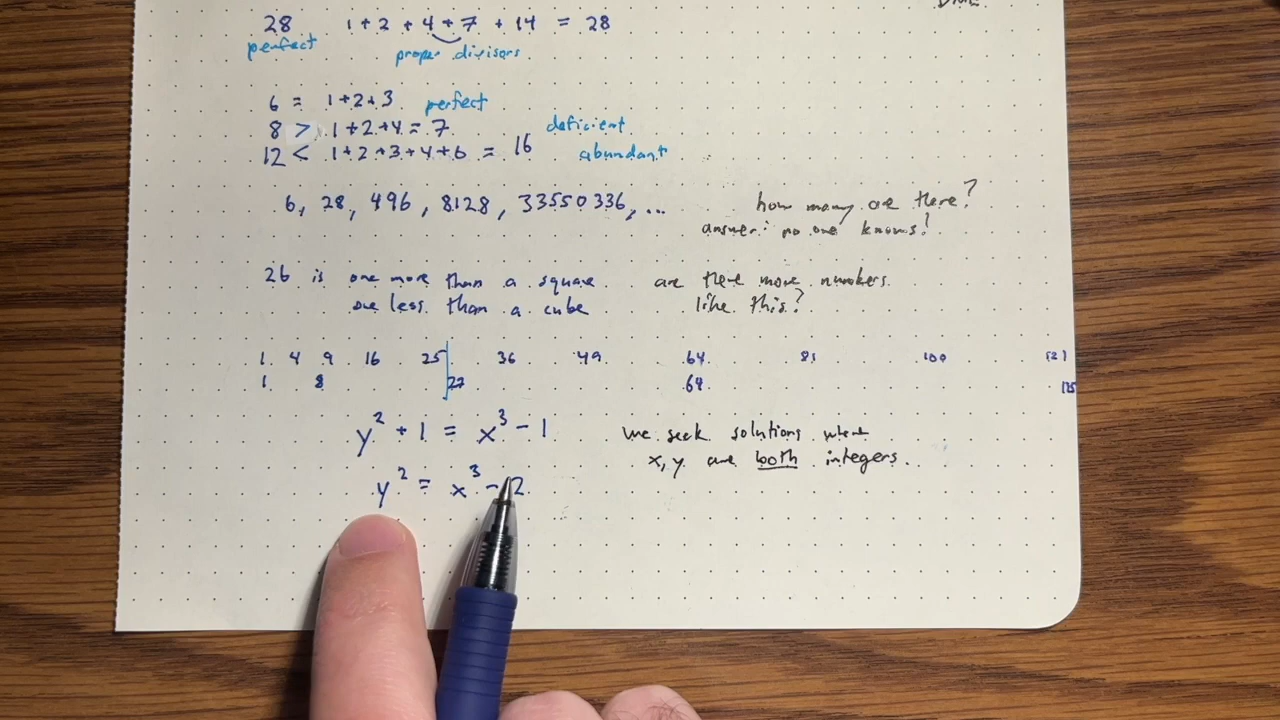 28 1+2+4+7+14 = 28
perfect proper divisors
6 = 1+2+3 perfect
8 > 1+2+4=7 deficient
12 < 1+2+3+4+6 = 16 abundant
6, 28, 496, 8128, 33550336, ... how many are there?
answer: no one knows!
26 is one more than a square are there more numbers
one less than a cube like this?
1 4 9 16 25 36 49 64 81 100 121
1 8 27 64 125
y² + 1 = x³ - 1 we seek solutions where
x, y are both integers.
y² = x³ - 2